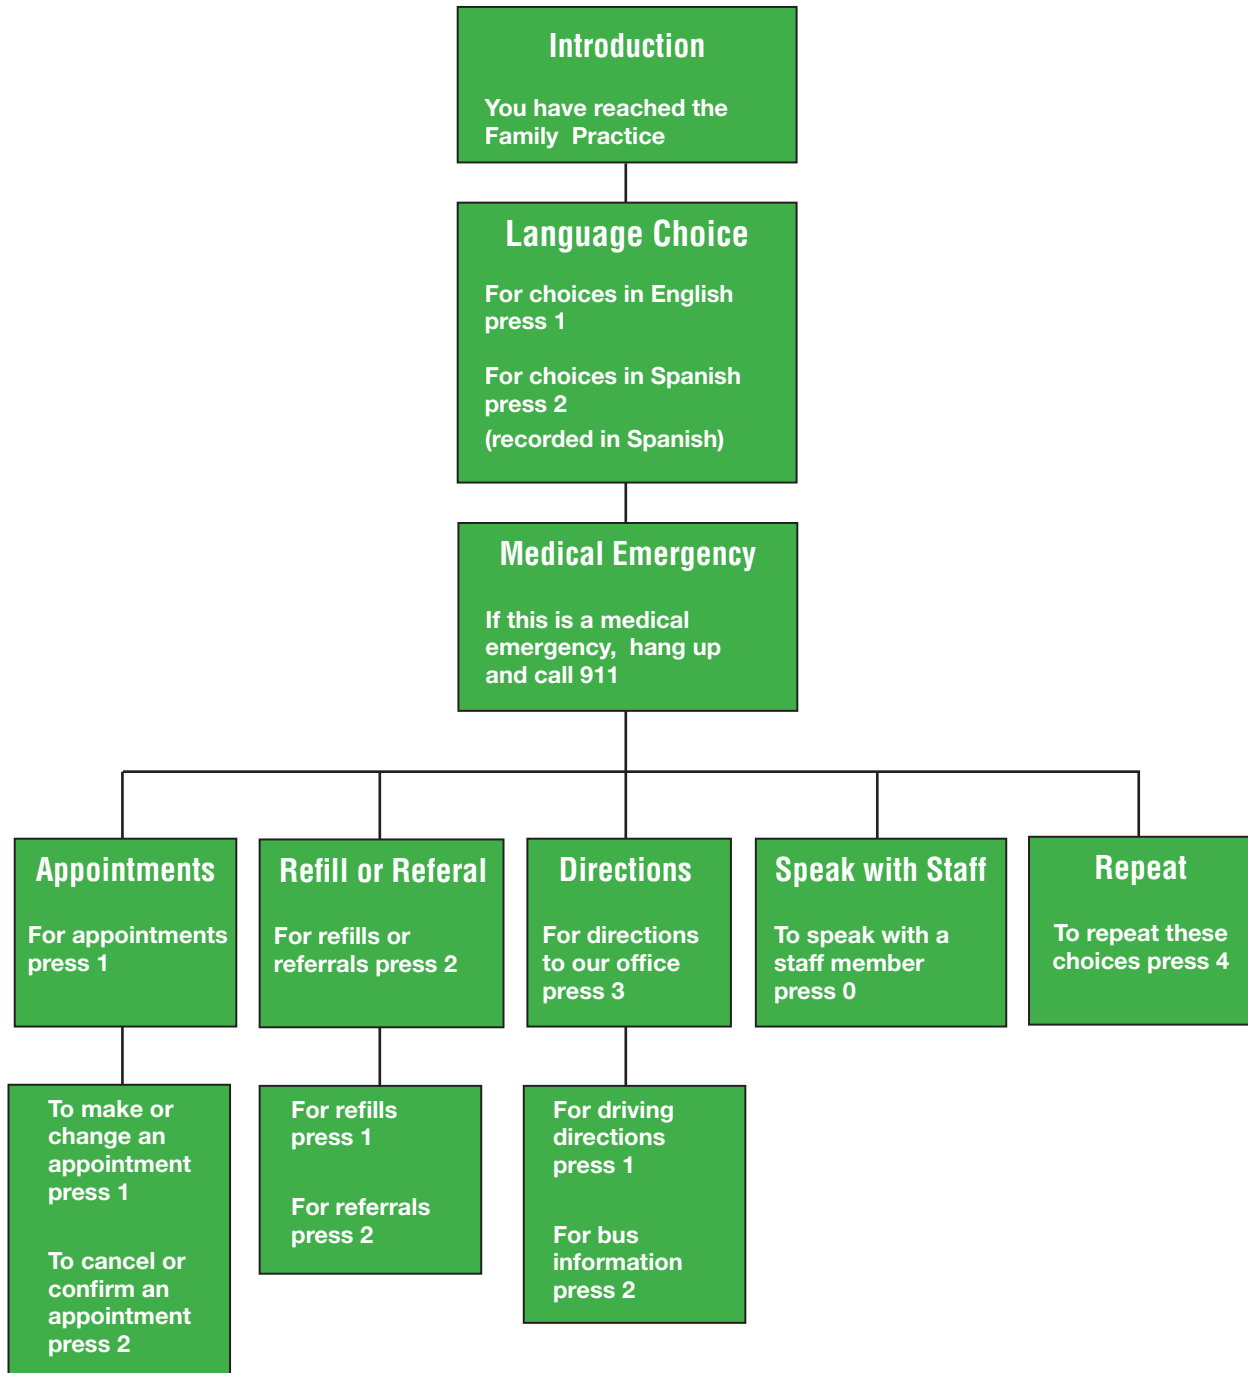 Introduction
You have reached the
Family Practice
Language Choice
For choices in English
press 1
For choices in Spanish
press 2
(recorded in Spanish)
Medical Emergency
If this is a medical
emergency, hang up
and call 911
Appointments
For appointments
press 1
Refill or Referal
For refills or
referrals press 2
Directions
For directions
to our office
press 3
Speak with Staff
To speak with a
staff member
press 0
Repeat
To repeat these
choices press 4
To make or
change an
appointment
press 1
To cancel or
confirm an
appointment
press 2
For refills
press 1
For referrals
press 2
For driving
directions
press 1
For bus
information
press 2